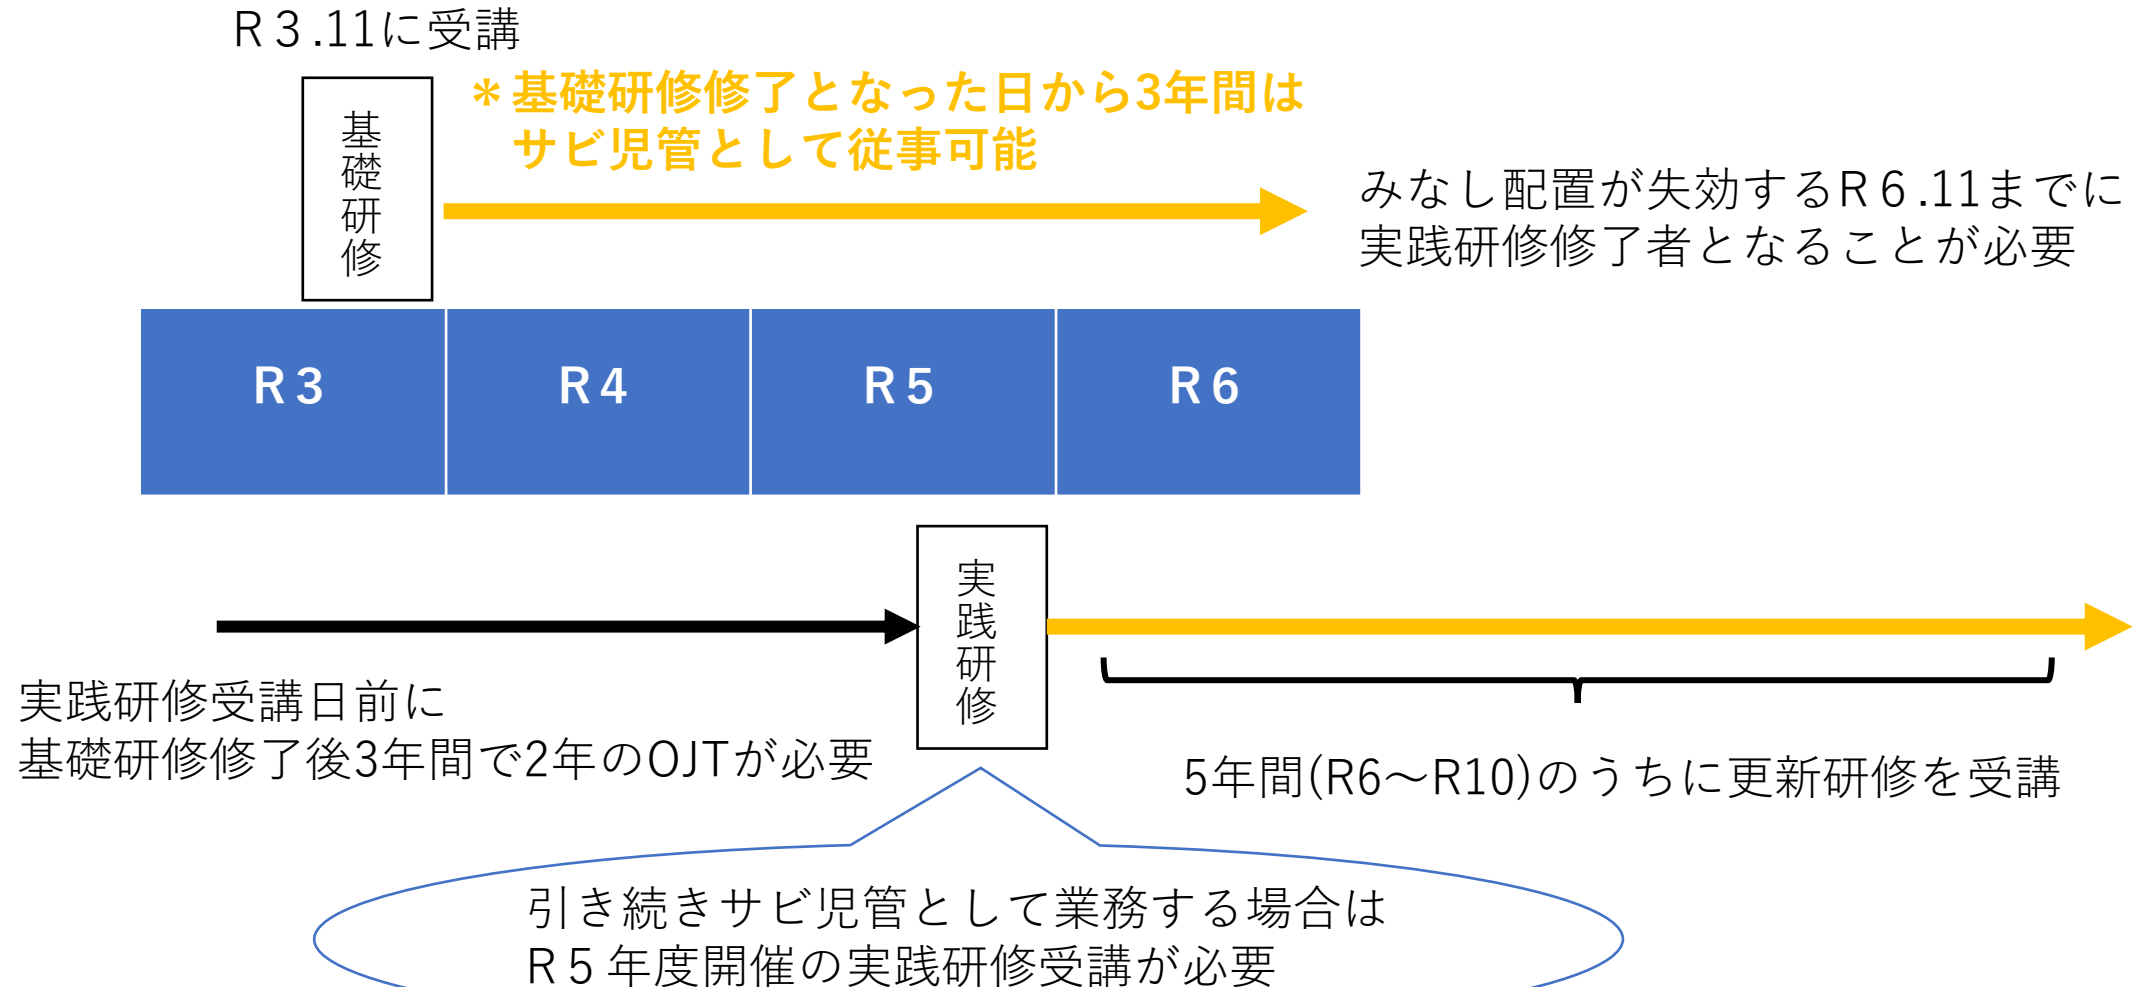 Ｒ３.11に受講
＊基礎研修修了となった日から3年間は
サビ児管として従事可能
基礎研修
みなし配置が失効するＲ６.11までに
実践研修修了者となることが必要
Ｒ３
Ｒ４
Ｒ５
Ｒ６
実践研修
実践研修受講日前に
基礎研修修了後3年間で2年のOJTが必要
5年間(R6～R10)のうちに更新研修を受講
引き続きサビ児管として業務する場合は
Ｒ５年度開催の実践研修受講が必要